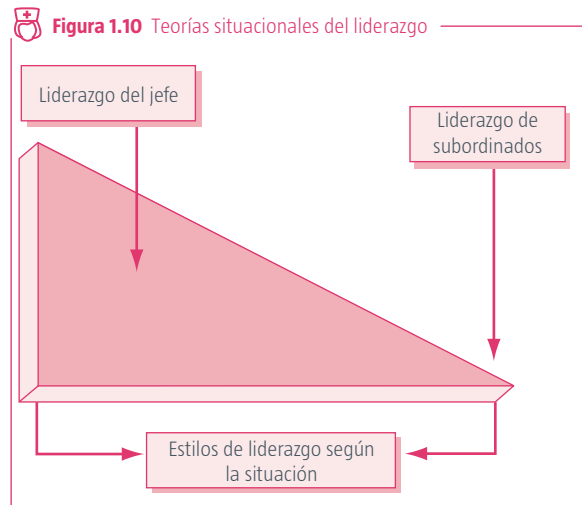 Figura 1.10 Teorías situacionales del liderazgo
Liderazgo del jefe
Liderazgo de
subordinados
Estilos de liderazgo según
la situación